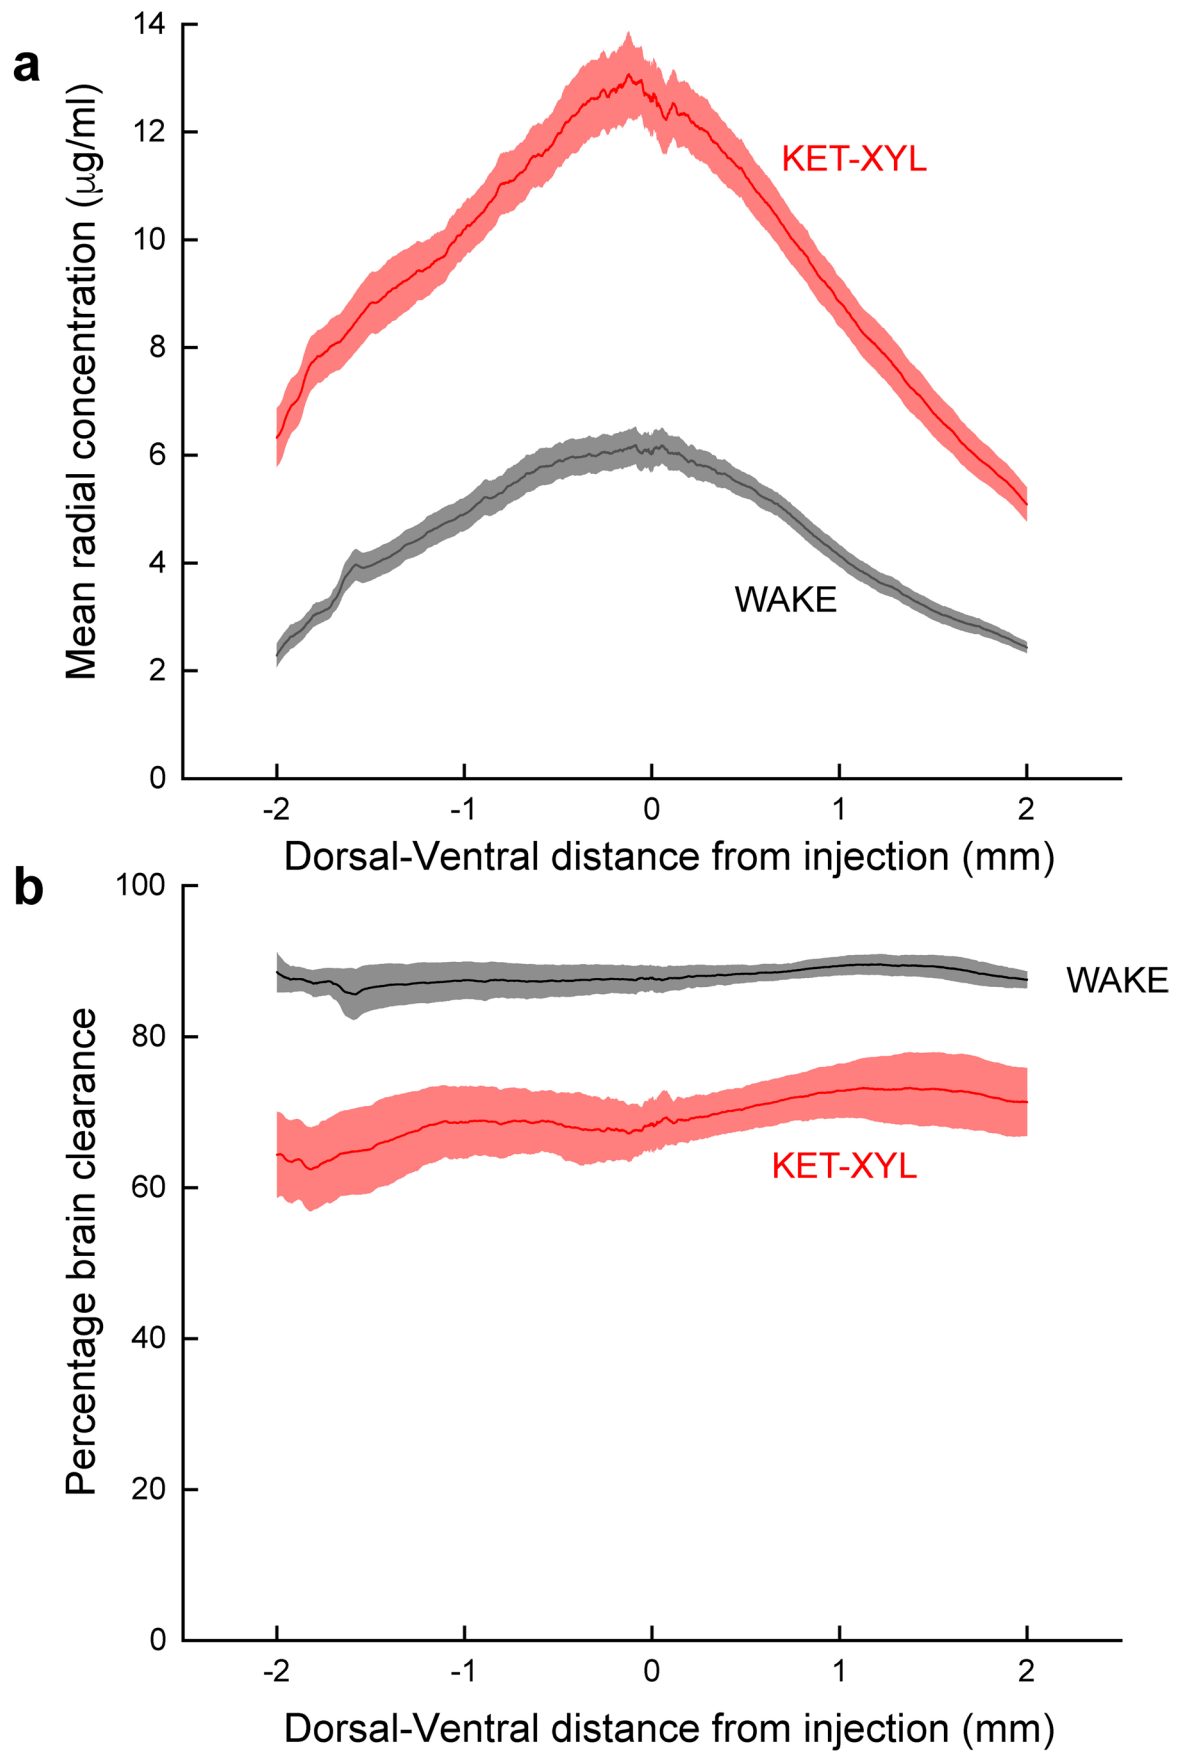 a
14
12
10
8
6
4
2
0
Mean radial concentration (μg/ml)
KET-XYL
WAKE
-2 -1 0 1 2
Dorsal-Ventral distance from injection (mm)
b
100
80
60
40
20
0
Percentage brain clearance
WAKE
KET-XYL
-2 -1 0 1 2
Dorsal-Ventral distance from injection (mm)